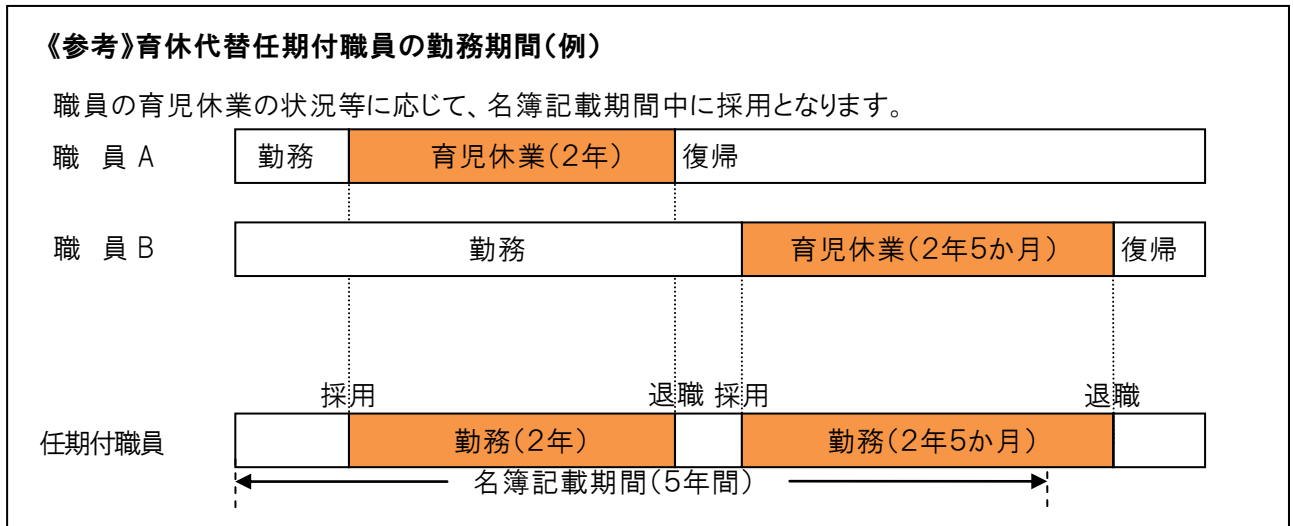 《参考》育休代替任期付職員の勤務期間(例)
職員の育児休業の状況等に応じて、名簿記載期間中に採用となります。
職 員 A 勤務 育児休業(2年) 復帰
職 員 B 勤務 育児休業(2年5か月) 復帰
採用 退職 採用 退職
任期付職員 勤務(2年) 勤務(2年5か月)
名簿記載期間(5年間)